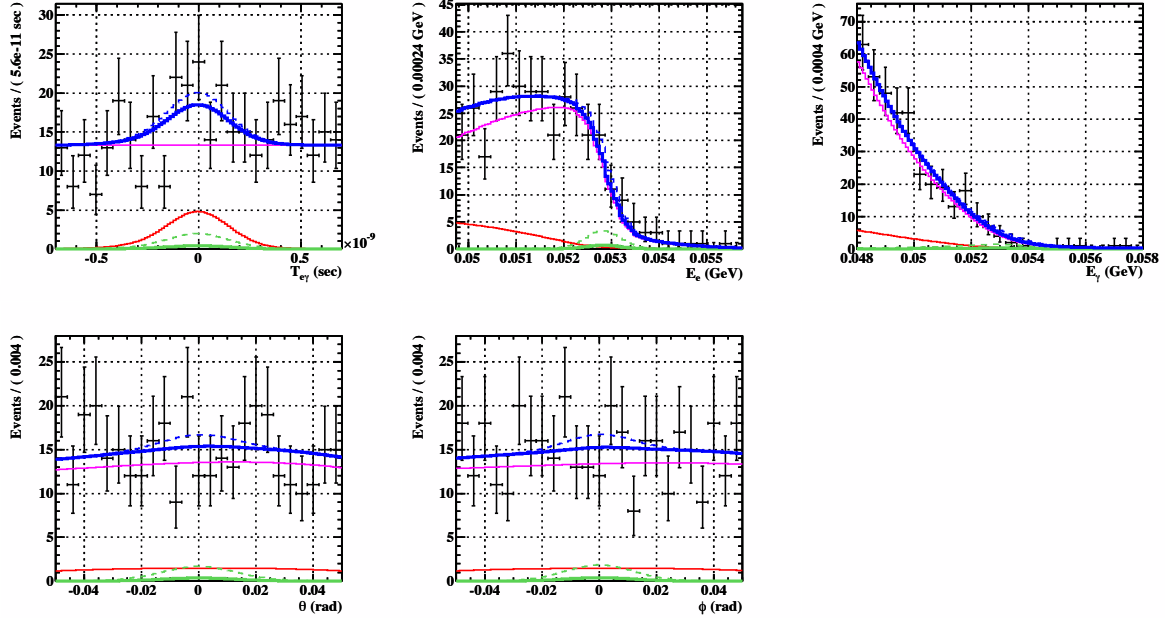 Events / ( 5.6e-11 sec )
30
25
20
15
10
5
0
-0.5 0 0.5
×10⁻⁹
T_eγ (sec)
Events / ( 0.00024 GeV )
45
40
35
30
25
20
15
10
5
0
0.05 0.051 0.052 0.053 0.054 0.055
E_e (GeV)
Events / ( 0.0004 GeV )
70
60
50
40
30
20
10
0
0.048 0.05 0.052 0.054 0.056 0.058
E_γ (GeV)
Events / ( 0.004 )
25
20
15
10
5
0
-0.04 -0.02 0 0.02 0.04
θ (rad)
Events / ( 0.004 )
25
20
15
10
5
0
-0.04 -0.02 0 0.02 0.04
ϕ (rad)